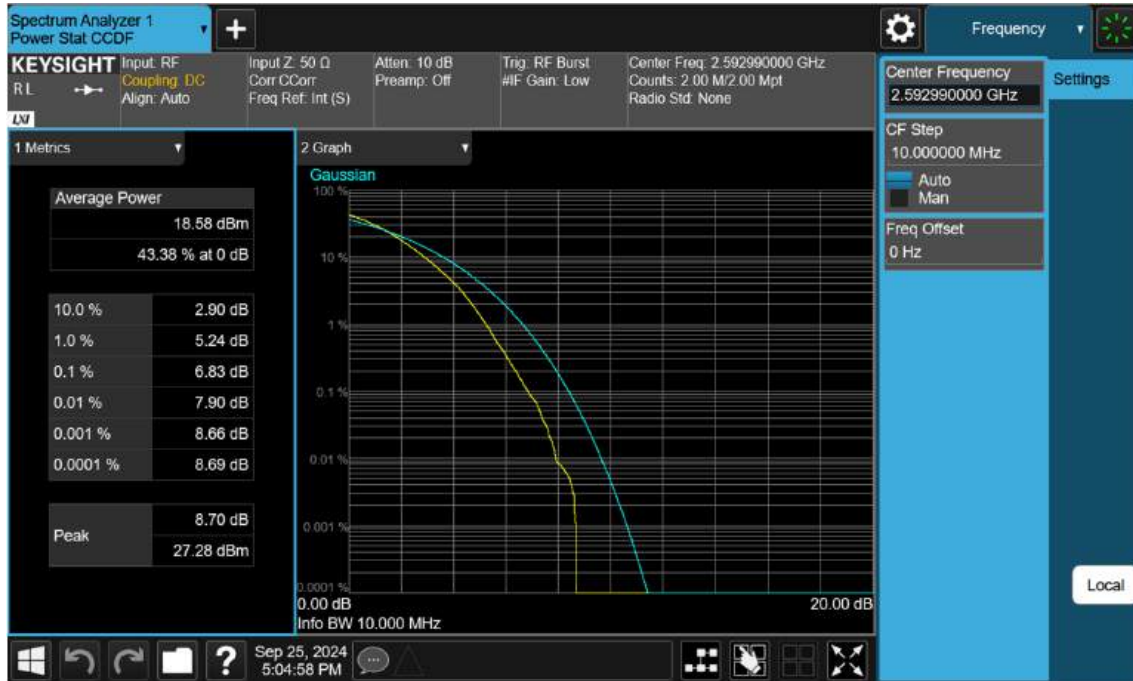 Spectrum Analyzer 1
Power Stat CCDF
+
Frequency
KEYSIGHT
RL
LXI
Input: RF
Coupling: DC
Align: Auto
Input Z: 50 Ω
Corr CCorr
Freq Ref: Int (S)
Atten: 10 dB
Preamp: Off
Trig: RF Burst
#IF Gain: Low
Center Freq: 2.592990000 GHz
Counts: 2.00 M/2.00 Mpt
Radio Std: None
Center Frequency
2.592990000 GHz
Settings
CF Step
10.000000 MHz
Auto
Man
Freq Offset
0 Hz
1 Metrics
Average Power
18.58 dBm
43.38 % at 0 dB
10.0 % 2.90 dB
1.0 % 5.24 dB
0.1 % 6.83 dB
0.01 % 7.90 dB
0.001 % 8.66 dB
0.0001 % 8.69 dB
Peak
8.70 dB
27.28 dBm
2 Graph
Gaussian
100 %
10 %
1 %
0.1 %
0.01 %
0.001 %
0.0001 %
0.00 dB 20.00 dB
Info BW 10.000 MHz
Local
?
Sep 25, 2024
5:04:58 PM